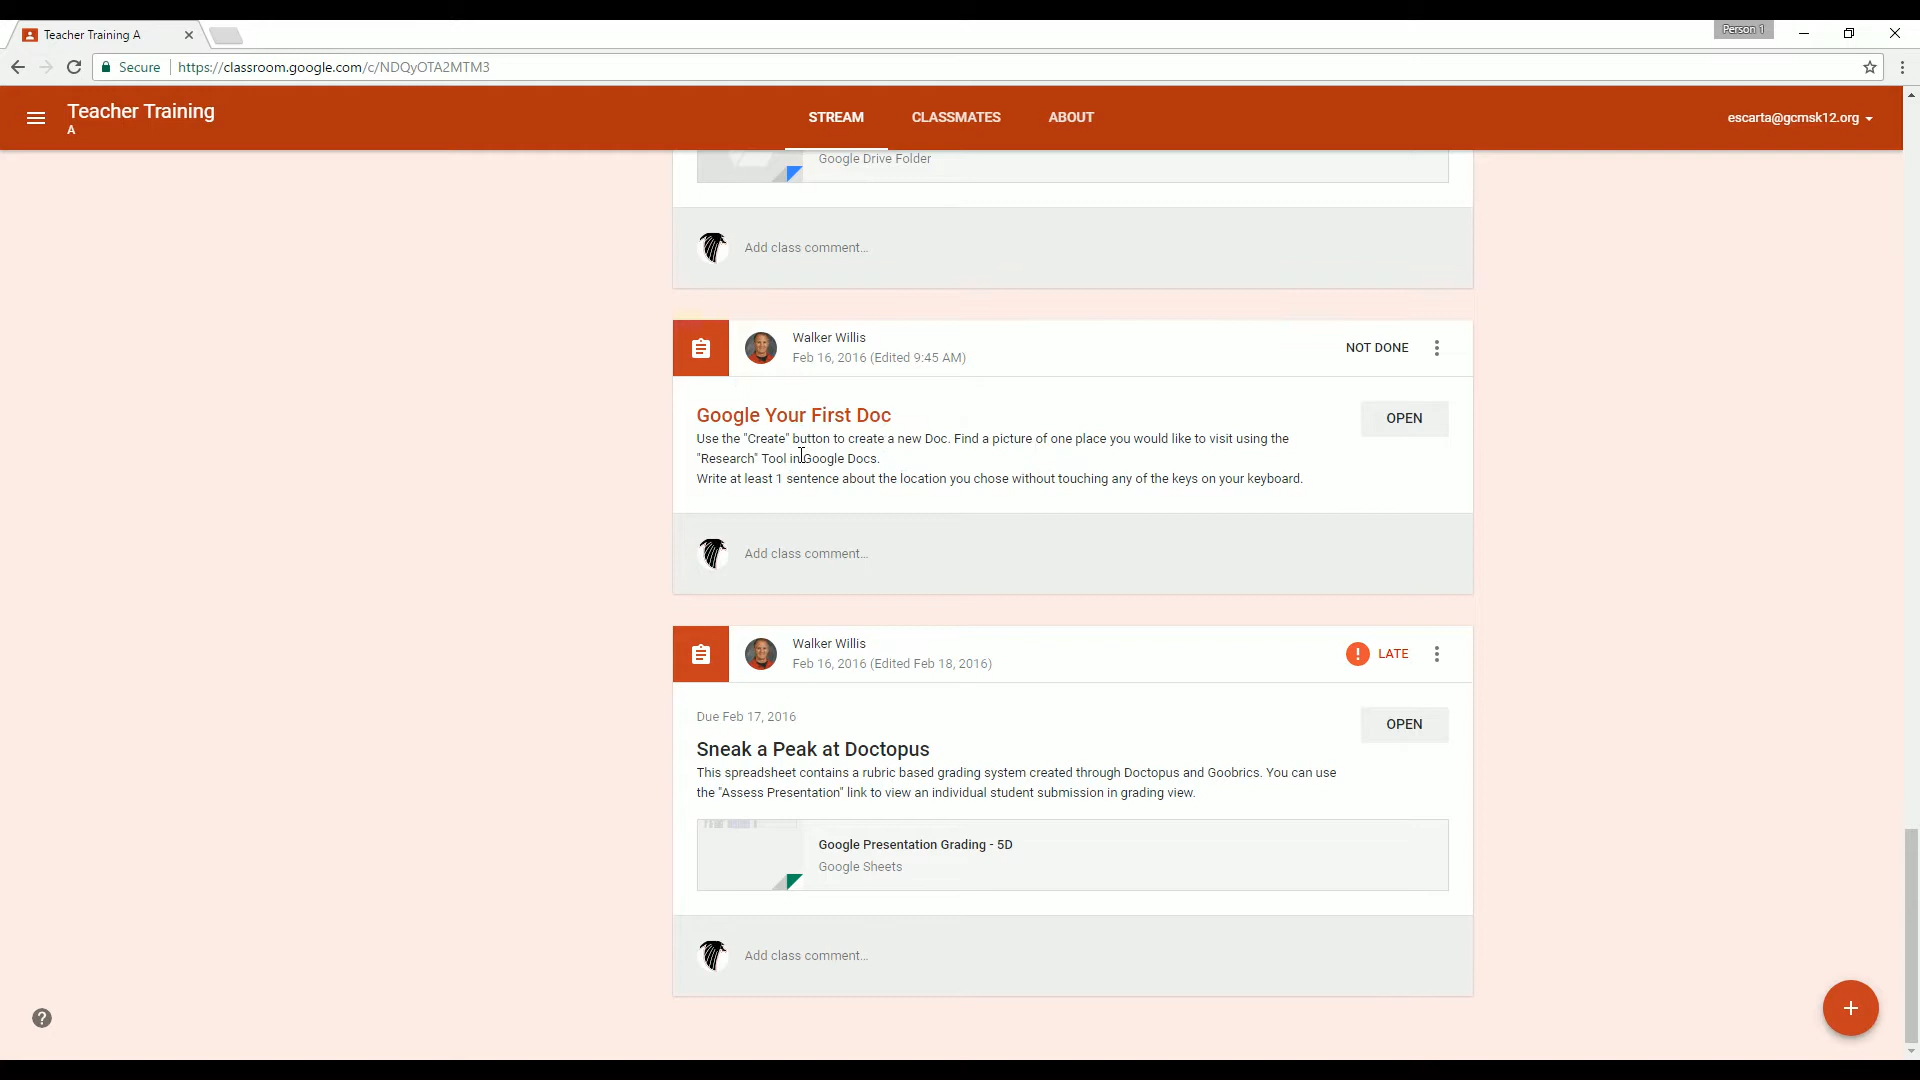 Teacher Training A
Person 1
Secure
https://classroom.google.com/c/NDQyOTA2MTM3
Teacher Training
A
STREAM
CLASSMATES
ABOUT
escarta@gcmsk12.org
Google Drive Folder
Add class comment...
Walker Willis
Feb 16, 2016 (Edited 9:45 AM)
NOT DONE
Google Your First Doc
OPEN
Use the "Create" button to create a new Doc. Find a picture of one place you would like to visit using the
"Research" Tool in Google Docs.
Write at least 1 sentence about the location you chose without touching any of the keys on your keyboard.
Add class comment...
Walker Willis
Feb 16, 2016 (Edited Feb 18, 2016)
! LATE
Due Feb 17, 2016
OPEN
Sneak a Peak at Doctopus
This spreadsheet contains a rubric based grading system created through Doctopus and Goobrics. You can use
the "Assess Presentation" link to view an individual student submission in grading view.
Google Presentation Grading - 5D
Google Sheets
Add class comment...
?
+